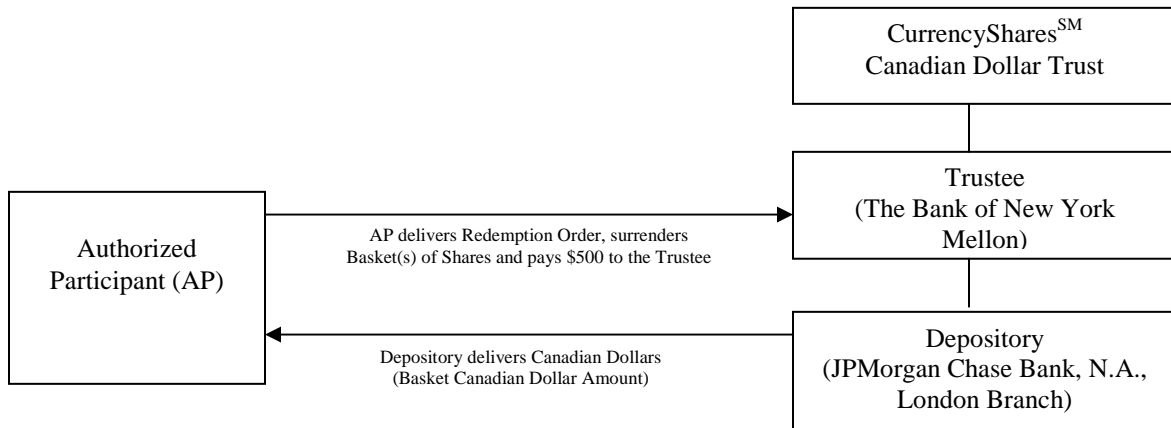 CurrencySharesSM
Canadian Dollar Trust
Trustee
(The Bank of New York
Mellon)
Authorized
Participant (AP)
AP delivers Redemption Order, surrenders
Basket(s) of Shares and pays $500 to the Trustee
Depository delivers Canadian Dollars
(Basket Canadian Dollar Amount)
Depository
(JPMorgan Chase Bank, N.A.,
London Branch)